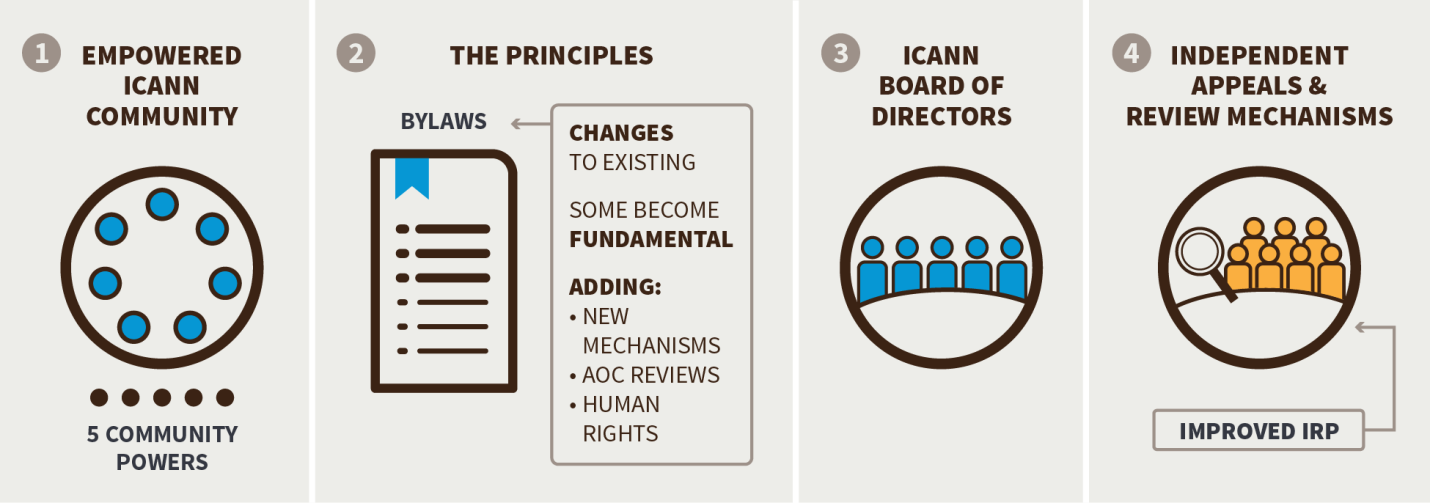 1
EMPOWERED
ICANN
COMMUNITY
5 COMMUNITY
POWERS
2
THE PRINCIPLES
BYLAWS
CHANGES
TO EXISTING
SOME BECOME
FUNDAMENTAL
ADDING:
• NEW
MECHANISMS
• AOC REVIEWS
• HUMAN
RIGHTS
3
ICANN
BOARD OF
DIRECTORS
4
INDEPENDENT
APPEALS &
REVIEW MECHANISMS
IMPROVED IRP